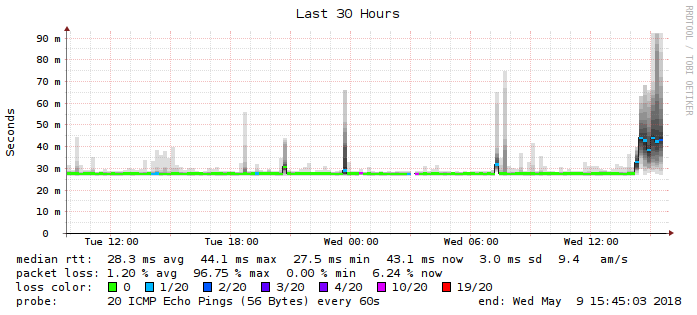 Last 30 Hours
RRDTOOL / TOBI OETIKER
Seconds
90 m
80 m
70 m
60 m
50 m
40 m
30 m
20 m
10 m
0
Tue 12:00 Tue 18:00 Wed 00:00 Wed 06:00 Wed 12:00
median rtt: 28.3 ms avg 44.1 ms max 27.5 ms min 43.1 ms now 3.0 ms sd 9.4 am/s
packet loss: 1.20 % avg 96.75 % max 0.00 % min 6.24 % now
loss color: 0 1/20 2/20 3/20 4/20 10/20 19/20
probe: 20 ICMP Echo Pings (56 Bytes) every 60s end: Wed May 9 15:45:03 2018